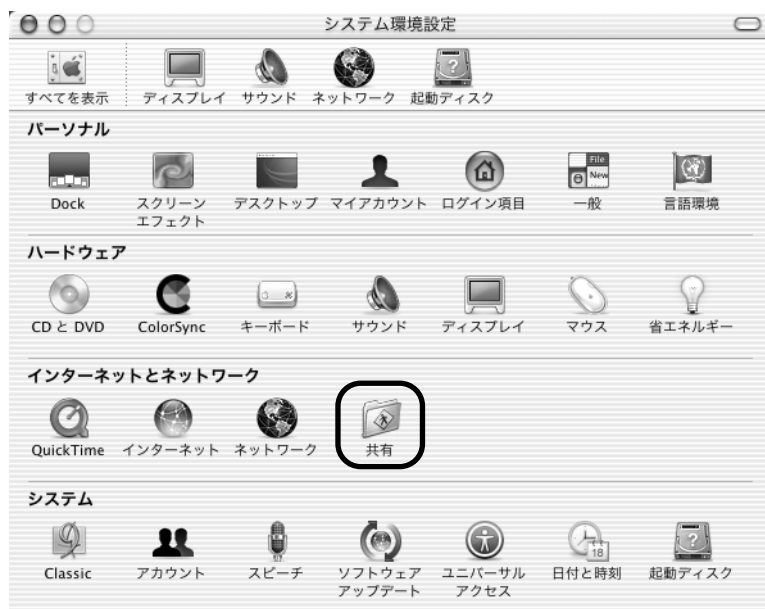 システム環境設定
すべてを表示 ディスプレイ サウンド ネットワーク 起動ディスク
パーソナル
File
New
Dock スクリーン デスクトップ マイアカウント ログイン項目 一般 言語環境
エフェクト
ハードウェア
CD と DVD ColorSync キーボード サウンド ディスプレイ マウス 省エネルギー
インターネットとネットワーク
QuickTime インターネット ネットワーク 共有
システム
18
Classic アカウント スピーチ ソフトウェア ユニバーサル 日付と時刻 起動ディスク
アップデート アクセス